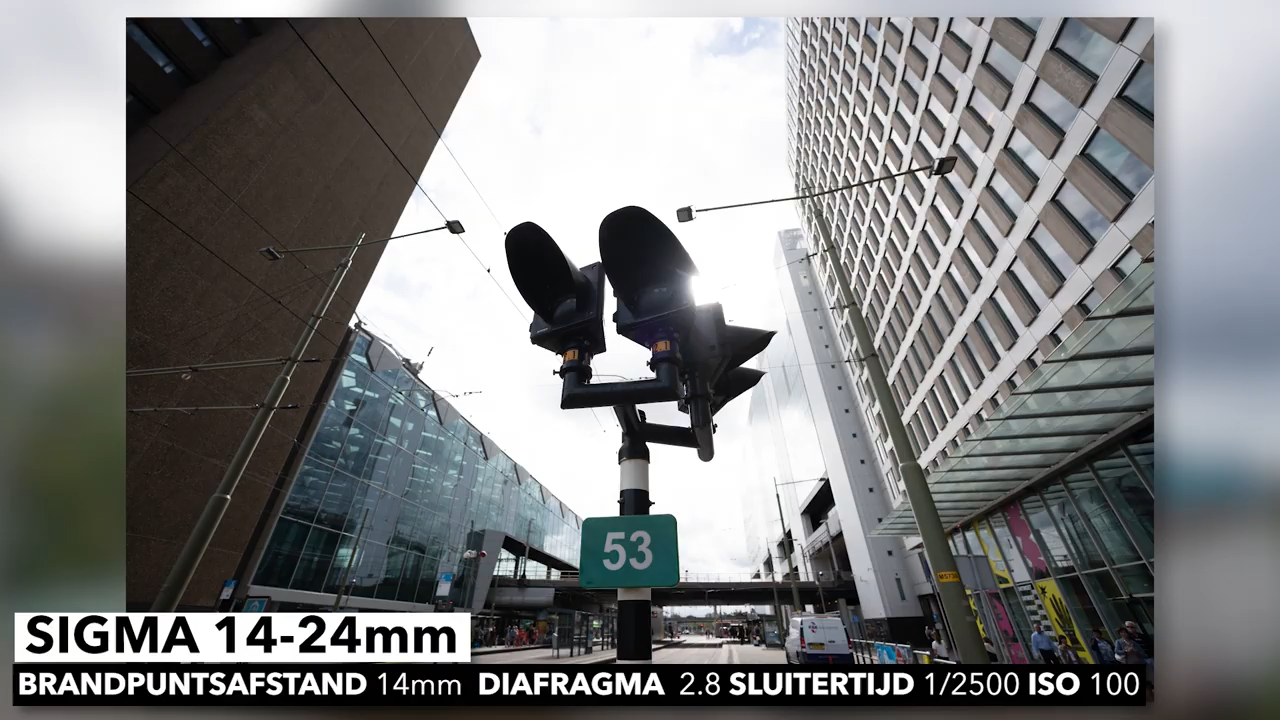 53
SIGMA 14-24mm
BRANDPUNTSAFSTAND 14mm DIAFRAGMA 2.8 SLUITERTIJD 1/2500 ISO 100